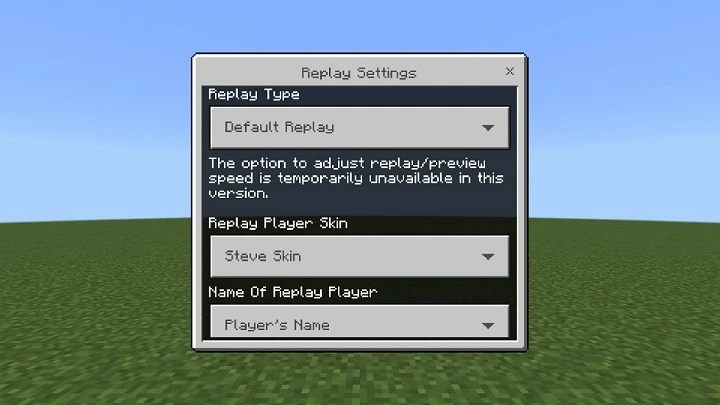 Replay Settings
x
Replay Type
Default Replay
The option to adjust replay/preview
speed is temporarily unavailable in this
version.
Replay Player Skin
Steve Skin
Name Of Replay Player
Player's Name